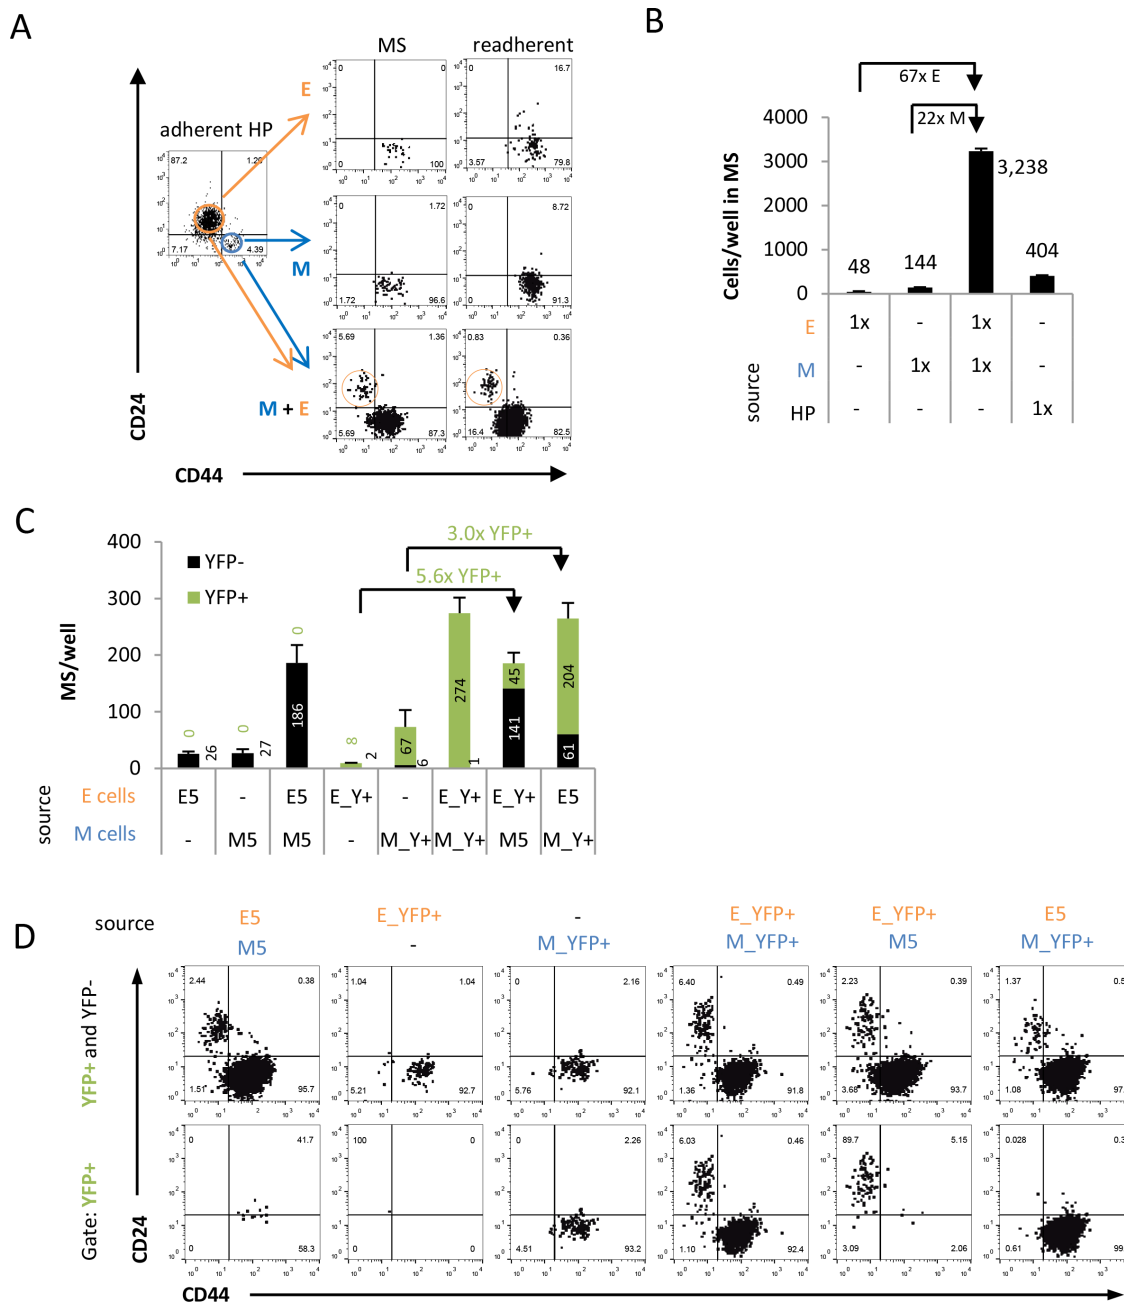 A
MS
readherent
E
adherent HP
M
M + E
CD24
CD44
87.2
1.20
7.17
4.39
0
0
0
100
16.7
3.57
79.8
0
1.72
1.72
96.6
0
8.72
0
91.3
5.69
1.36
5.69
87.3
0.83
0.36
16.4
82.5
B
67x E
22x M
Cells/well in MS
4000
3000
2000
1000
0
48
144
3,238
404
source
E 1x - 1x -
M - 1x 1x -
HP - - - 1x
C
MS/well
400
300
200
100
0
YFP-
YFP+
3.0x YFP+
5.6x YFP+
0
26
0
27
0
186
8
2
67
6
274
1
45
141
204
61
source
E cells E5 - E5 E_Y+ - E_Y+ E_Y+ E5
M cells - M5 M5 - M_Y+ M_Y+ M5 M_Y+
D
source
E5 E_YFP+ - E_YFP+ E_YFP+ E5
M5 - M_YFP+ M_YFP+ M5 M_YFP+
YFP+ and YFP-
Gate: YFP+
CD24
2.44 0.38
1.51 95.7
1.04 1.04
5.21 92.7
0 2.16
5.76 92.1
6.40 0.49
1.36 91.8
2.23 0.39
3.68 93.7
1.37
1.08
0 41.7
0 58.3
100 0
0 0
0 2.26
4.51 93.2
6.03 0.46
1.10 92.4
89.7 5.15
3.09 2.06
0.028
0.61
CD44